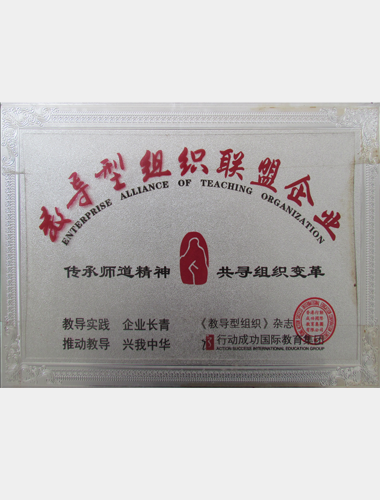 教导型组织联盟企业
ENTERPRISE ALLIANCE OF TEACHING ORGANIZATION
传承师道精神 共寻组织变革
教导实践 企业长青 《教导型组织》杂志
推动教导 兴我中华 行动成功国际教育集团
ACTION SUCCESS INTERNATIONAL EDUCATION GROUP